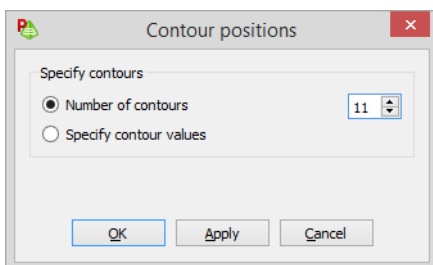 Contour positions
Specify contours
Number of contours 11
Specify contour values
OK Apply Cancel